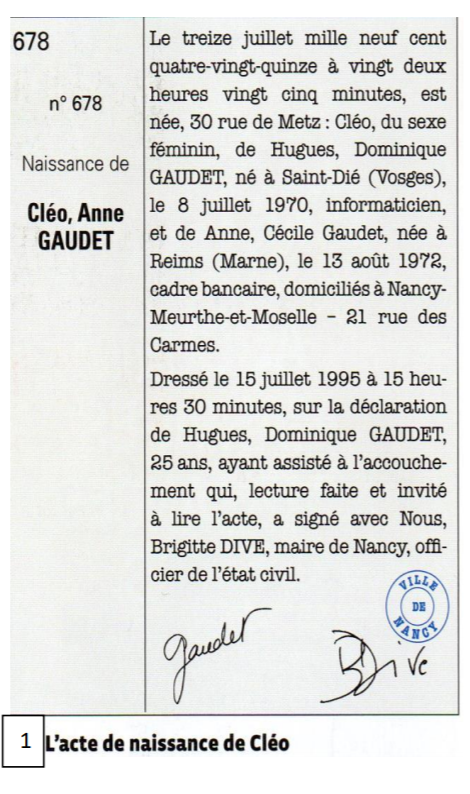 678
n° 678
Naissance de
Cléo, Anne
GAUDET
Le treize juillet mille neuf cent
quatre-vingt-quinze à vingt deux
heures vingt cinq minutes, est
née, 30 rue de Metz : Cléo, du sexe
féminin, de Hugues, Dominique
GAUDET, né à Saint-Dié (Vosges),
le 8 juillet 1970, informaticien,
et de Anne, Cécile Gaudet, née à
Reims (Marne), le 13 août 1972,
cadre bancaire, domiciliés à Nancy-
Meurthe-et-Moselle – 21 rue des
Carmes.
Dressé le 15 juillet 1995 à 15 heu-
res 30 minutes, sur la déclaration
de Hugues, Dominique GAUDET,
25 ans, ayant assisté à l'accouche-
ment qui, lecture faite et invité
à lire l'acte, a signé avec Nous,
Brigitte DIVE, maire de Nancy, offi-
cier de l'état civil.
VILLE
DE
NANCY
Gaudet
BDive
1 L'acte de naissance de Cléo